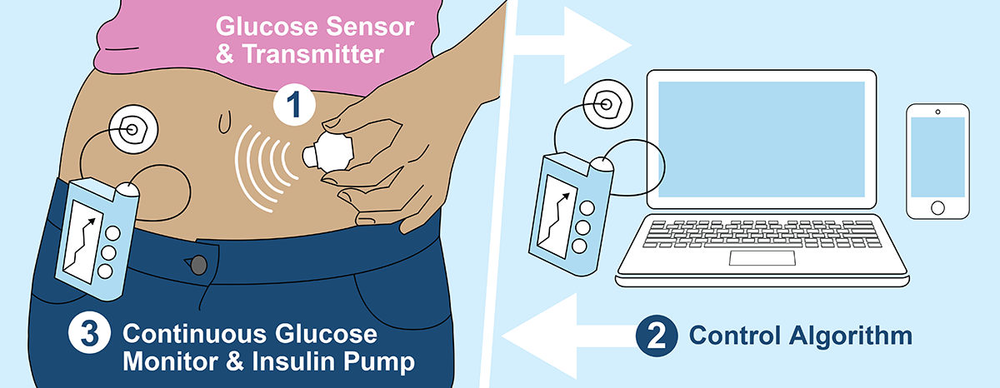 Glucose Sensor
& Transmitter
1
2 Control Algorithm
3 Continuous Glucose
Monitor & Insulin Pump